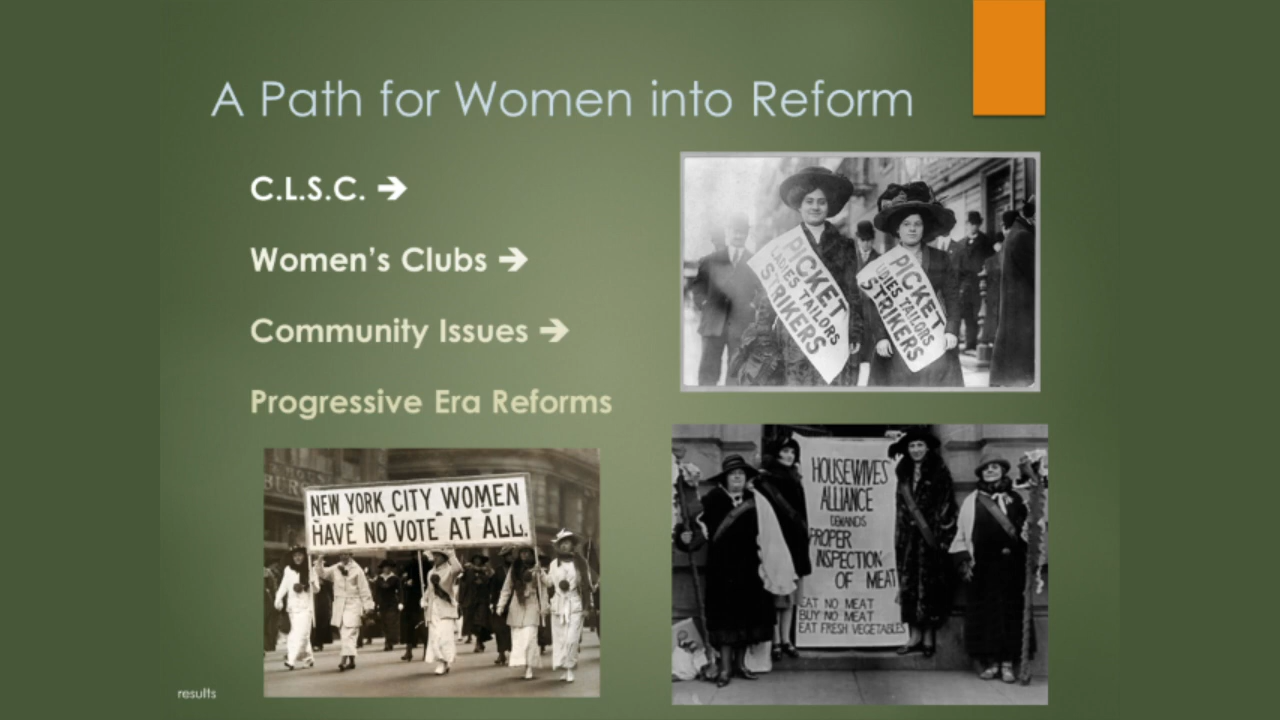 A Path for Women into Reform
C.L.S.C. ➔
Women's Clubs ➔
Community Issues ➔
Progressive Era Reforms
PICKET
LADIES TAILORS
STRIKERS
PICKET
LADIES TAILORS
STRIKERS
NEW YORK CITY WOMEN
HAVE NO VOTE AT ALL.
HOUSEWIVES'
ALLIANCE
DEMANDS
PROPER
INSPECTION
OF MEAT
EAT NO MEAT
BUY NO MEAT
EAT FRESH VEGETABLES
results